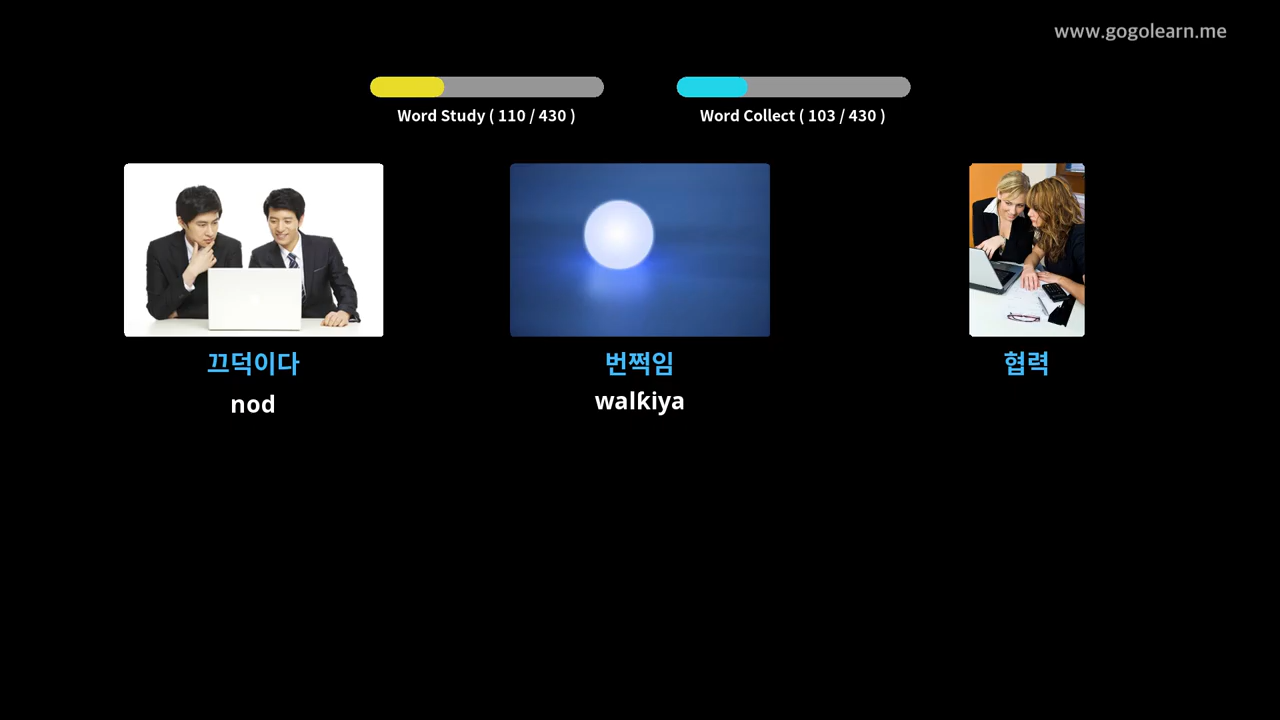 www.gogolearn.me
Word Study ( 110 / 430 )
Word Collect ( 103 / 430 )
끄덕이다
nod
번쩍임
walƙiya
협력